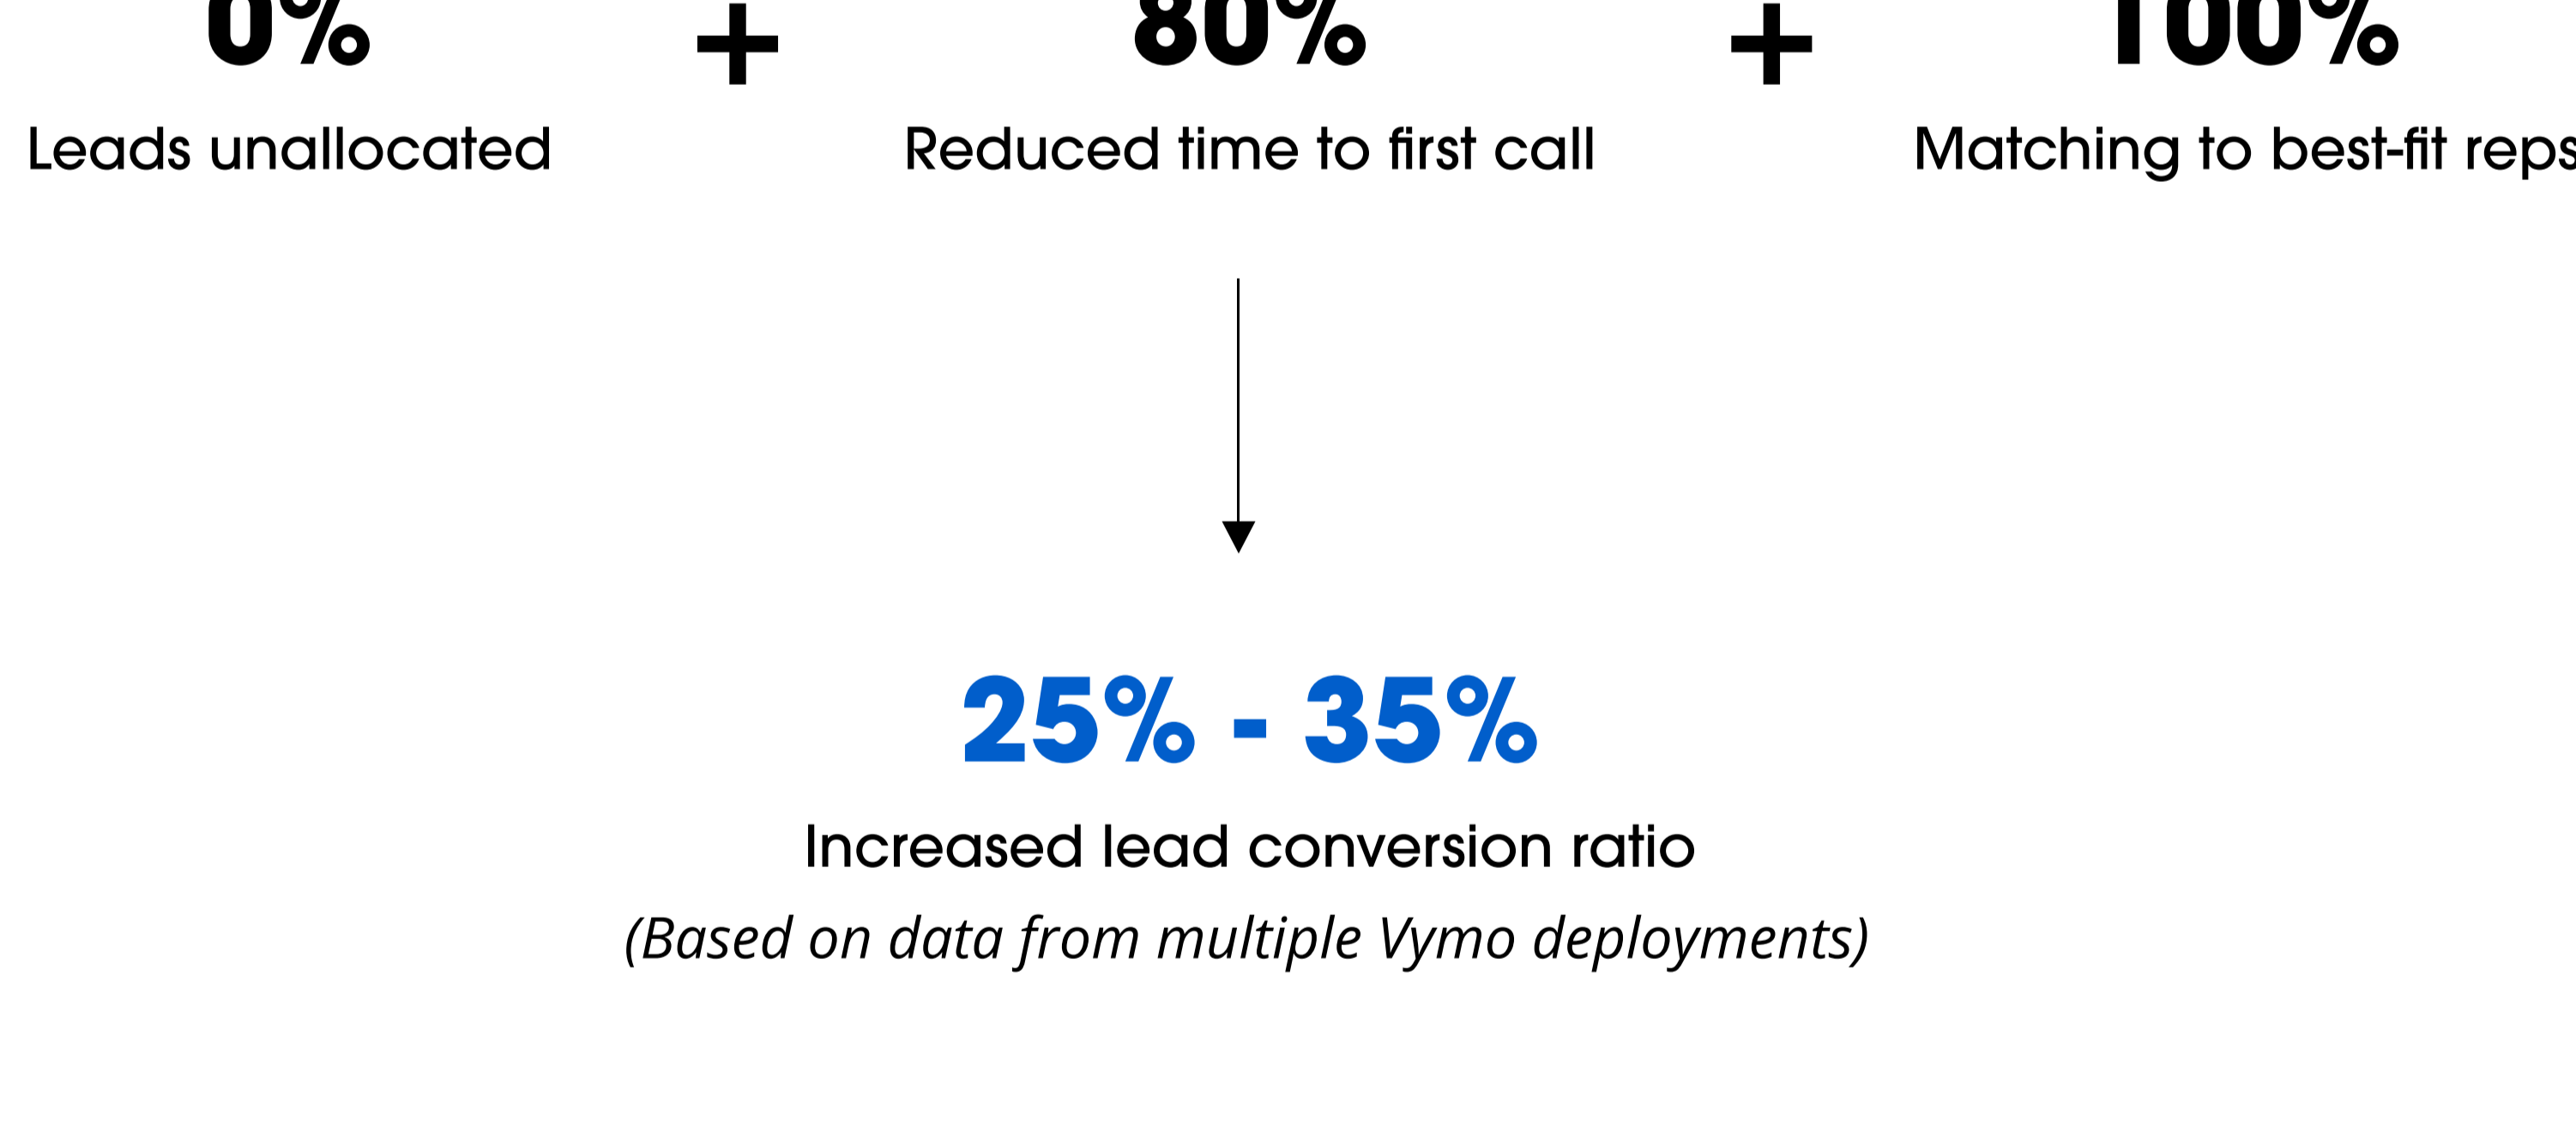 0% + 80% + 100%
Leads unallocated Reduced time to first call Matching to best-fit reps
25% - 35%
Increased lead conversion ratio
(Based on data from multiple Vymo deployments)